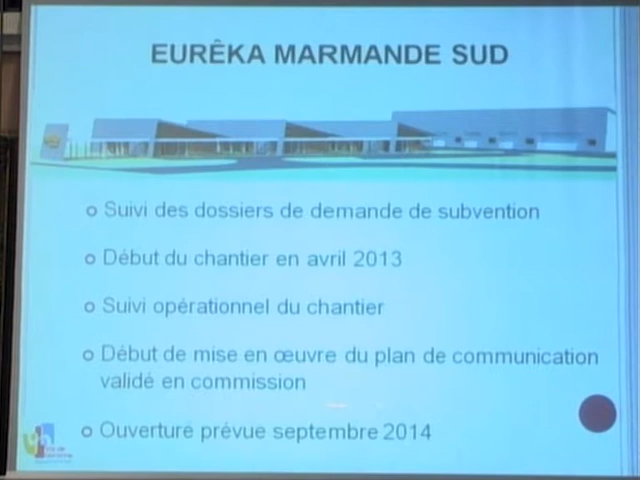 EURÊKA MARMANDE SUD
o Suivi des dossiers de demande de subvention
o Début du chantier en avril 2013
o Suivi opérationnel du chantier
o Début de mise en œuvre du plan de communication
validé en commission
o Ouverture prévue septembre 2014